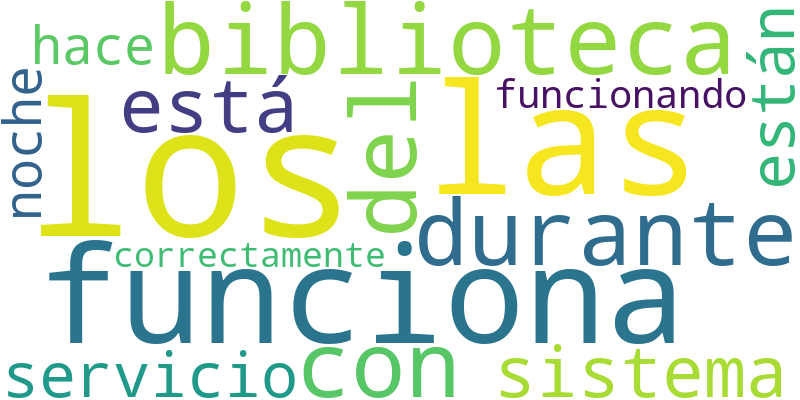 hace
biblioteca
están
noche
está
los
del
las
funcionando
durante
correctamente
funciona
servicio
con
sistema